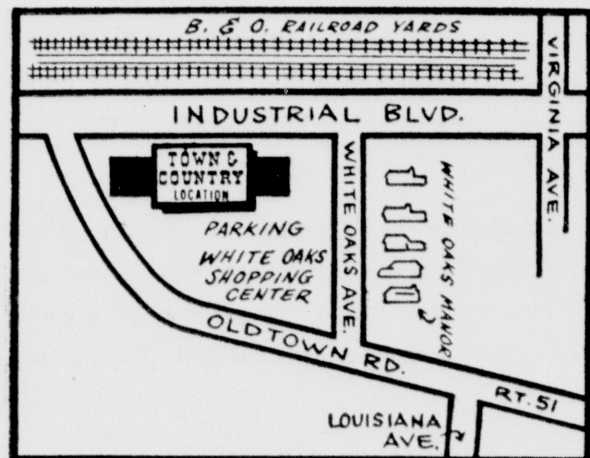 B. & O. RAILROAD YARDS
VIRGINIA AVE.
INDUSTRIAL BLVD.
TOWN &
COUNTRY
LOCATION
WHITE OAKS AVE.
WHITE OAKS MANOR
PARKING
WHITE OAKS
SHOPPING
CENTER
OLDTOWN RD.
RT. 51
LOUISIANA
AVE.